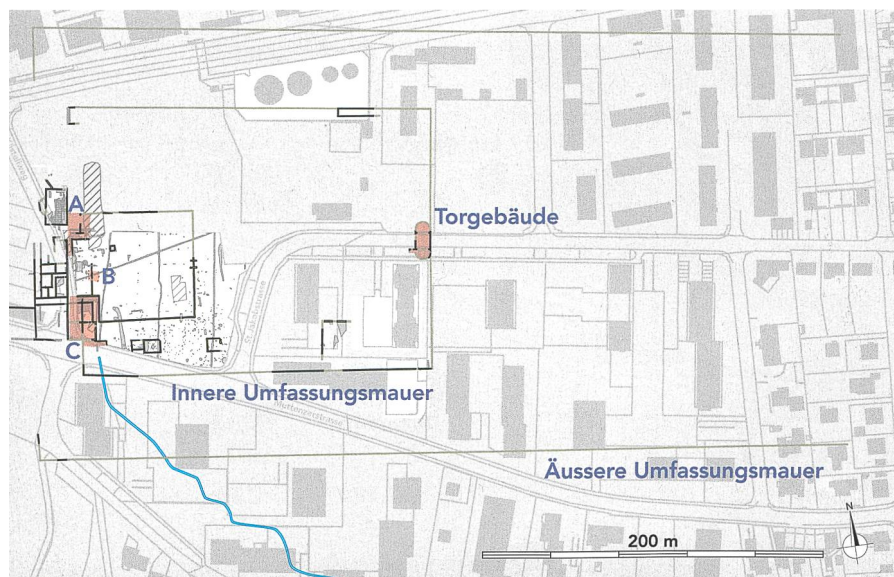 A
Torgebäude
B
C
Innere Umfassungsmauer
Äussere Umfassungsmauer
N
200 m